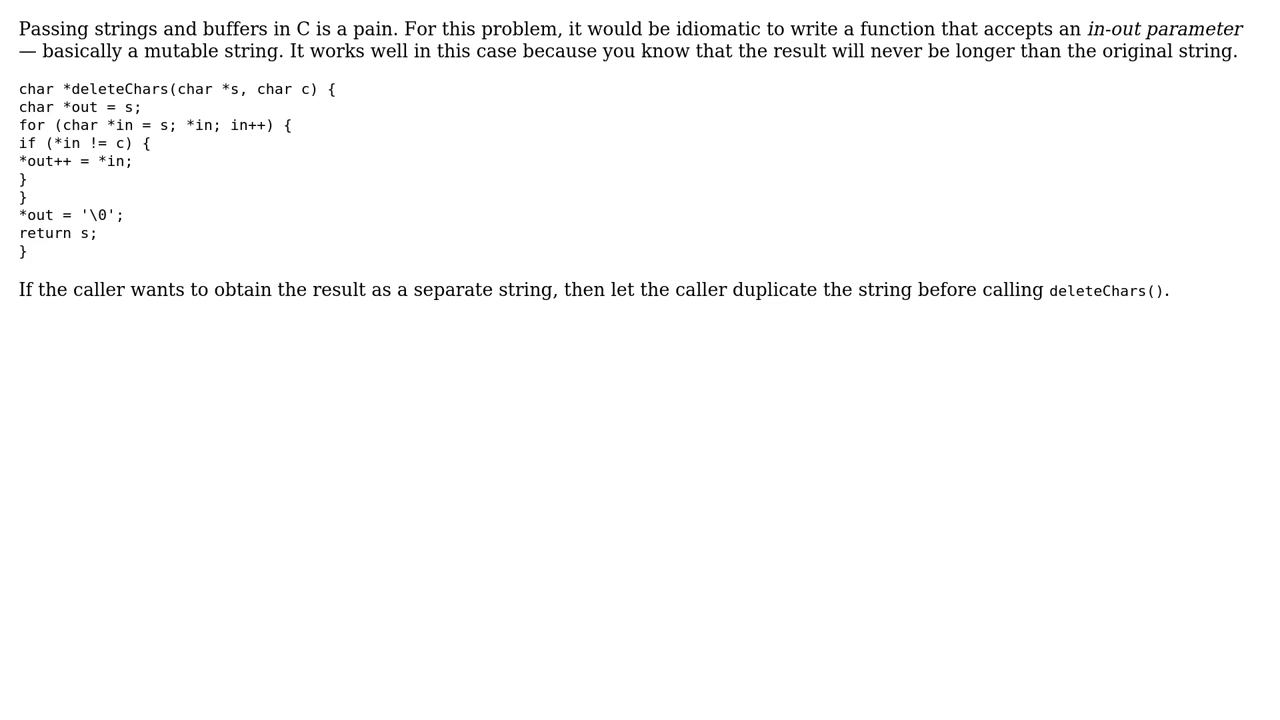 Passing strings and buffers in C is a pain. For this problem, it would be idiomatic to write a function that accepts an in-out parameter
— basically a mutable string. It works well in this case because you know that the result will never be longer than the original string.
char *deleteChars(char *s, char c) {
char *out = s;
for (char *in = s; *in; in++) {
if (*in != c) {
*out++ = *in;
}
}
*out = '\0';
return s;
}
If the caller wants to obtain the result as a separate string, then let the caller duplicate the string before calling deleteChars().